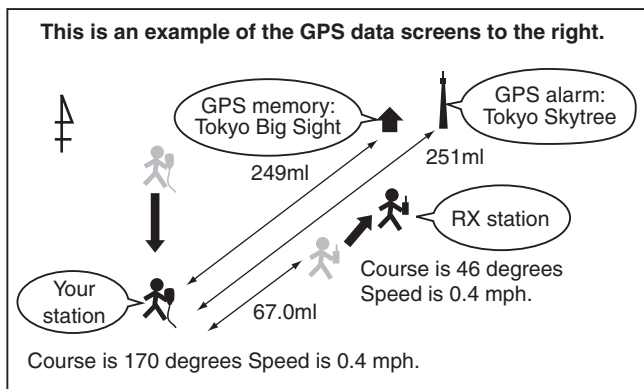 This is an example of the GPS data screens to the right.
GPS memory:
Tokyo Big Sight
GPS alarm:
Tokyo Skytree
249ml
251ml
RX station
Course is 46 degrees
Speed is 0.4 mph.
Your
station
67.0ml
Course is 170 degrees Speed is 0.4 mph.